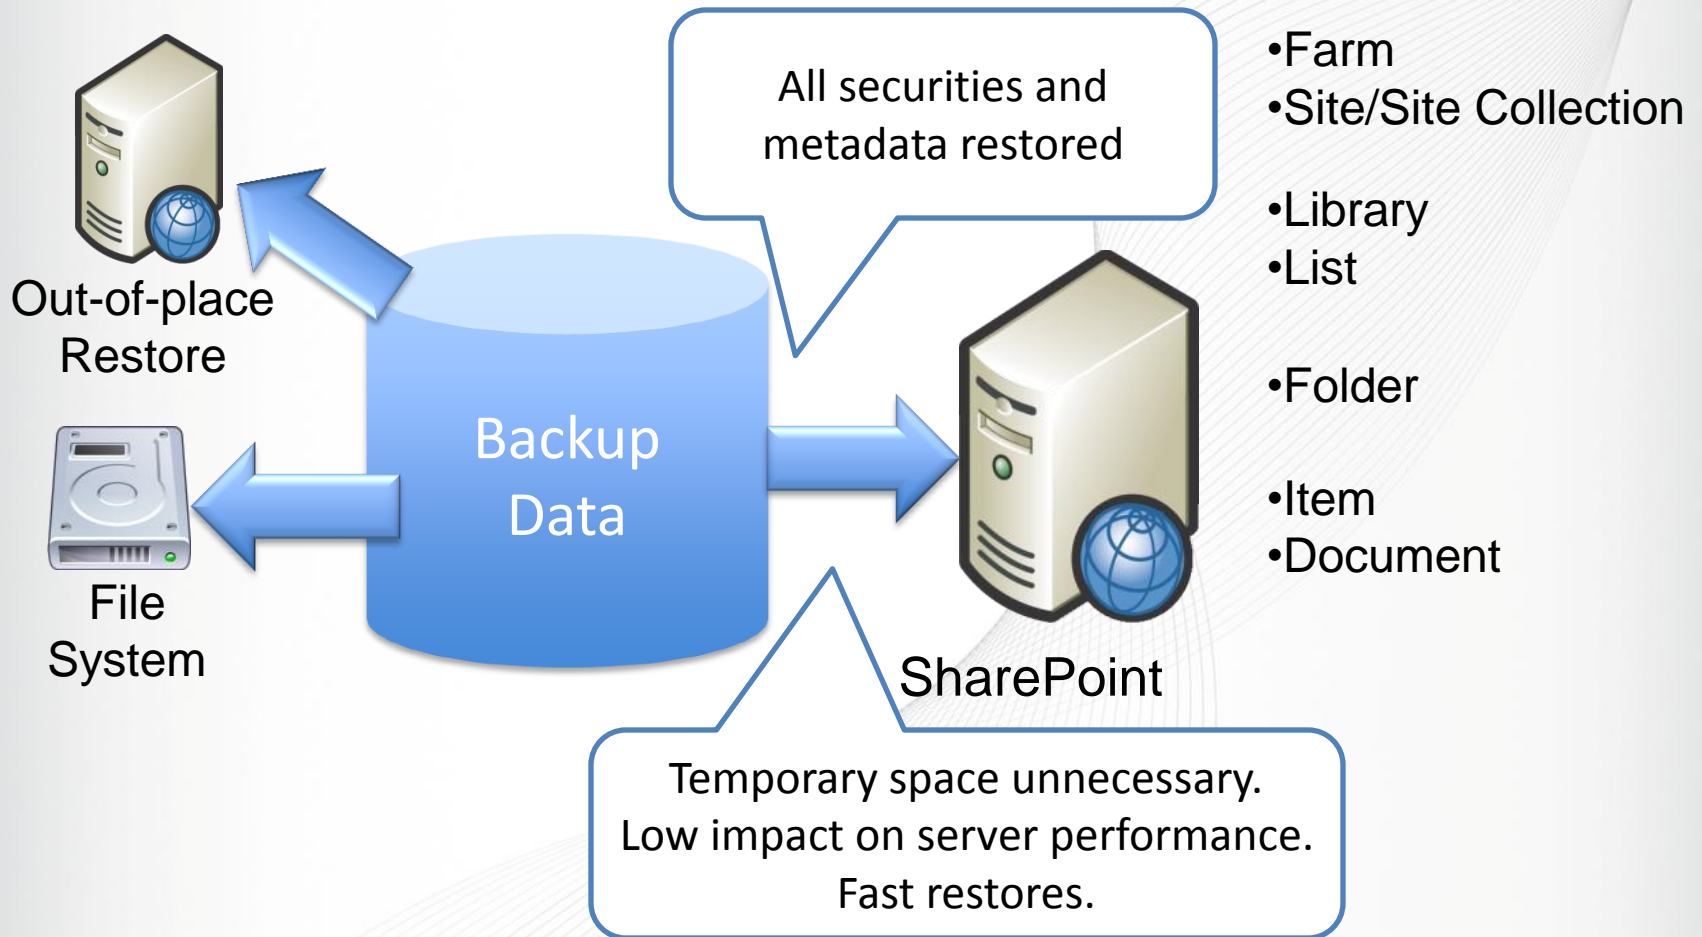 All securities and
metadata restored
•Farm
•Site/Site Collection
•Library
•List
•Folder
•Item
•Document
Out-of-place
Restore
Backup
Data
File
System
SharePoint
Temporary space unnecessary.
Low impact on server performance.
Fast restores.